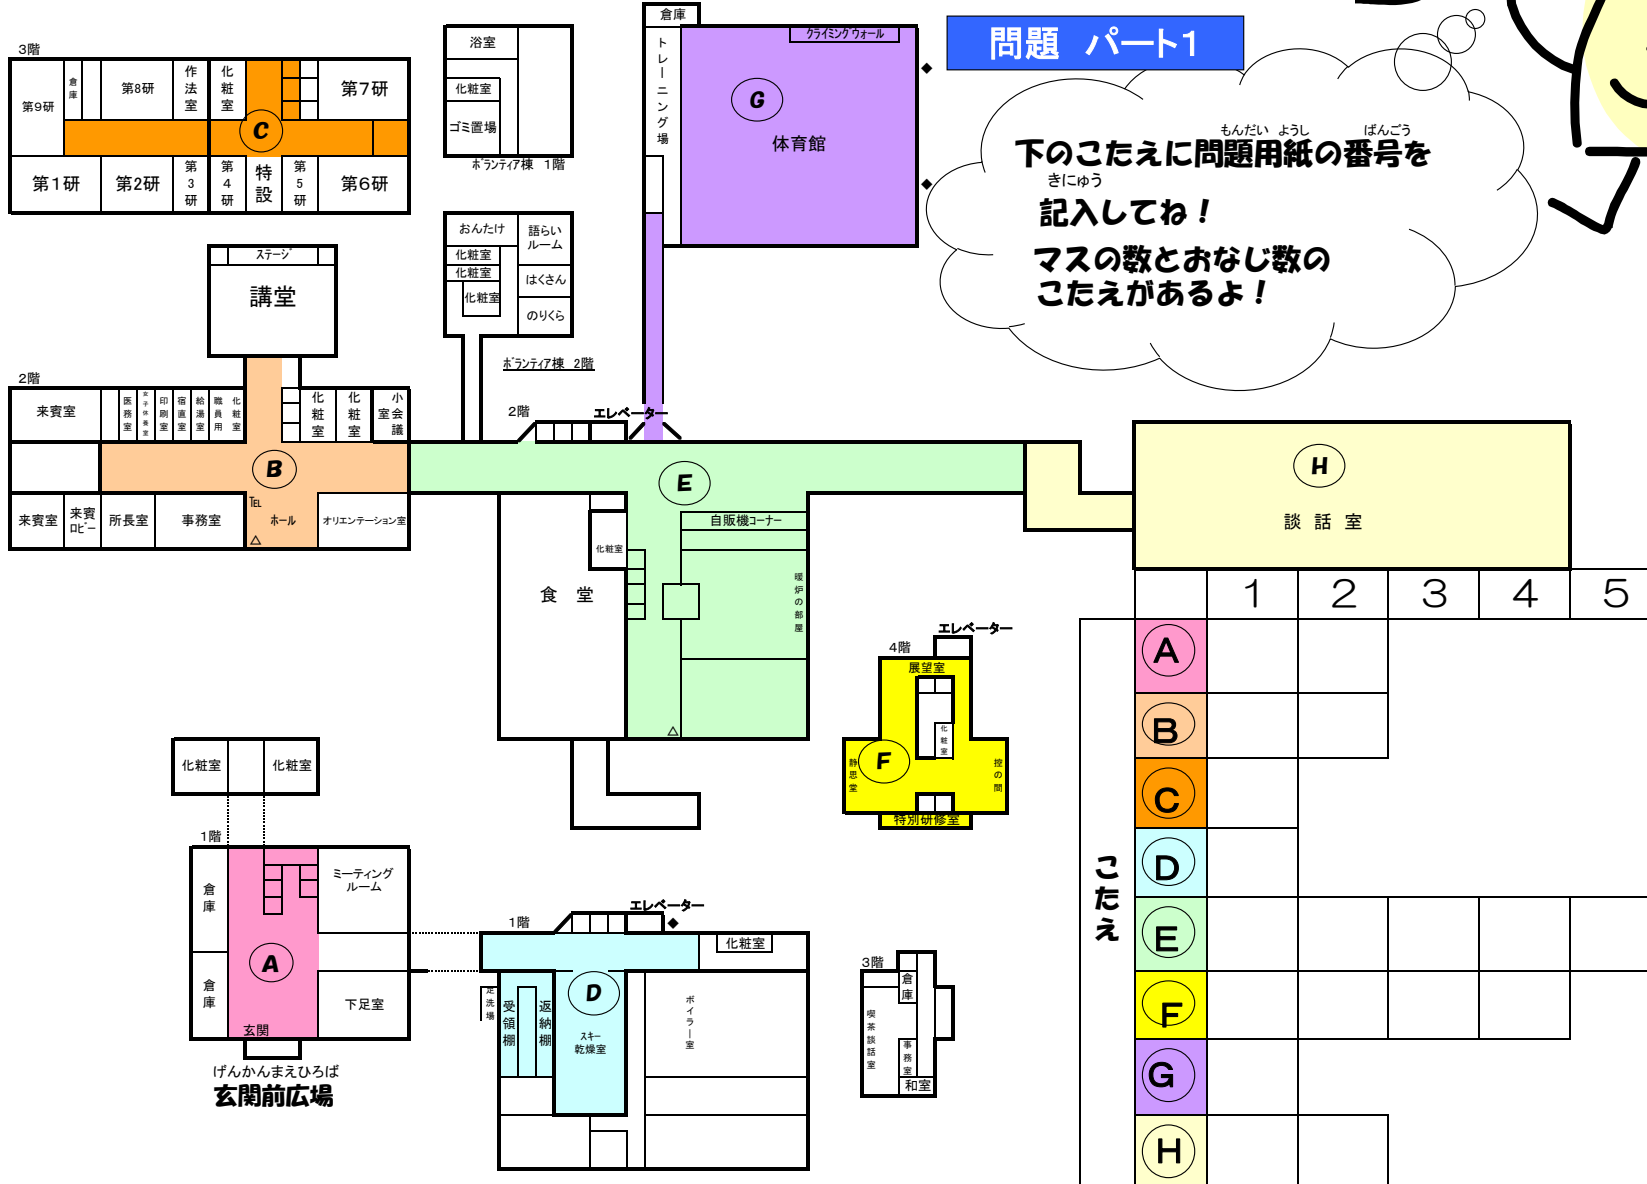 問題 パート1
もんだい ようし ばんごう
下のこたえに問題用紙の番号を
きにゅう
記入してね！
マスの数とおなじ数の
こたえがあるよ！
3階
第9研
倉庫
第8研
作法室
化粧室
第7研
C
第1研
第2研
第3研
第4研
特設
第5研
第6研
浴室
化粧室
ゴミ置場
ボランティア棟 1階
倉庫
トレーニング場
クライミングウォール
G
体育館
おんたけ
語らいルーム
化粧室
化粧室
化粧室
はくさん
のりくら
ボランティア棟 2階
ステージ
講堂
2階
来賓室
医務室
女子休養室
印刷室
宿直室
給湯室
職員用
化粧室
化粧室
化粧室
小会議室
B
来賓室
来賓ロビー
所長室
事務室
TEL
ホール
△
オリエンテーション室
2階
エレベーター
E
自販機コーナー
化粧室
食 堂
暖炉の部屋
△
H
談 話 室
4階
エレベーター
展望室
化粧室
静思堂
F
控の間
特別研修室
化粧室
化粧室
1階
倉庫
ミーティングルーム
A
倉庫
下足室
玄関
げんかんまえひろば
玄関前広場
1階
エレベーター
化粧室
足洗場
受領棚
返納棚
D
スキー乾燥室
ボイラー室
3階
倉庫
喫茶談話室
事務室
和室
1 2 3 4 5
こたえ
A
B
C
D
E
F
G
H